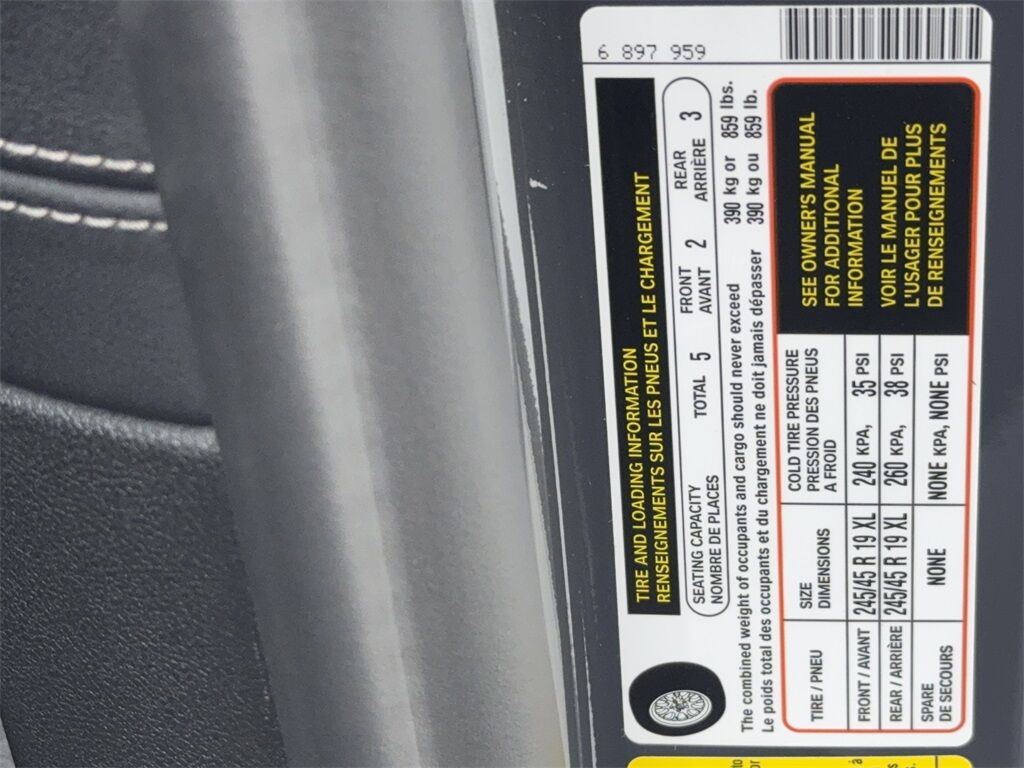 6 897 959
TIRE AND LOADING INFORMATION
RENSEIGNEMENTS SUR LES PNEUS ET LE CHARGEMENT
SEATING CAPACITY
NOMBRE DE PLACES
TOTAL 5
FRONT
AVANT 2
REAR
ARRIÈRE 3
The combined weight of occupants and cargo should never exceed 390 kg or 859 lbs.
Le poids total des occupants et du chargement ne doit jamais dépasser 390 kg ou 859 lb.
TIRE / PNEU
SIZE
DIMENSIONS
COLD TIRE PRESSURE
PRESSION DES PNEUS
A FROID
FRONT / AVANT 245/45 R 19 XL 240 KPA, 35 PSI
REAR / ARRIÈRE 245/45 R 19 XL 260 KPA, 38 PSI
SPARE
DE SECOURS
NONE NONE KPA, NONE PSI
SEE OWNER'S MANUAL
FOR ADDITIONAL
INFORMATION
VOIR LE MANUEL DE
L'USAGER POUR PLUS
DE RENSEIGNEMENTS